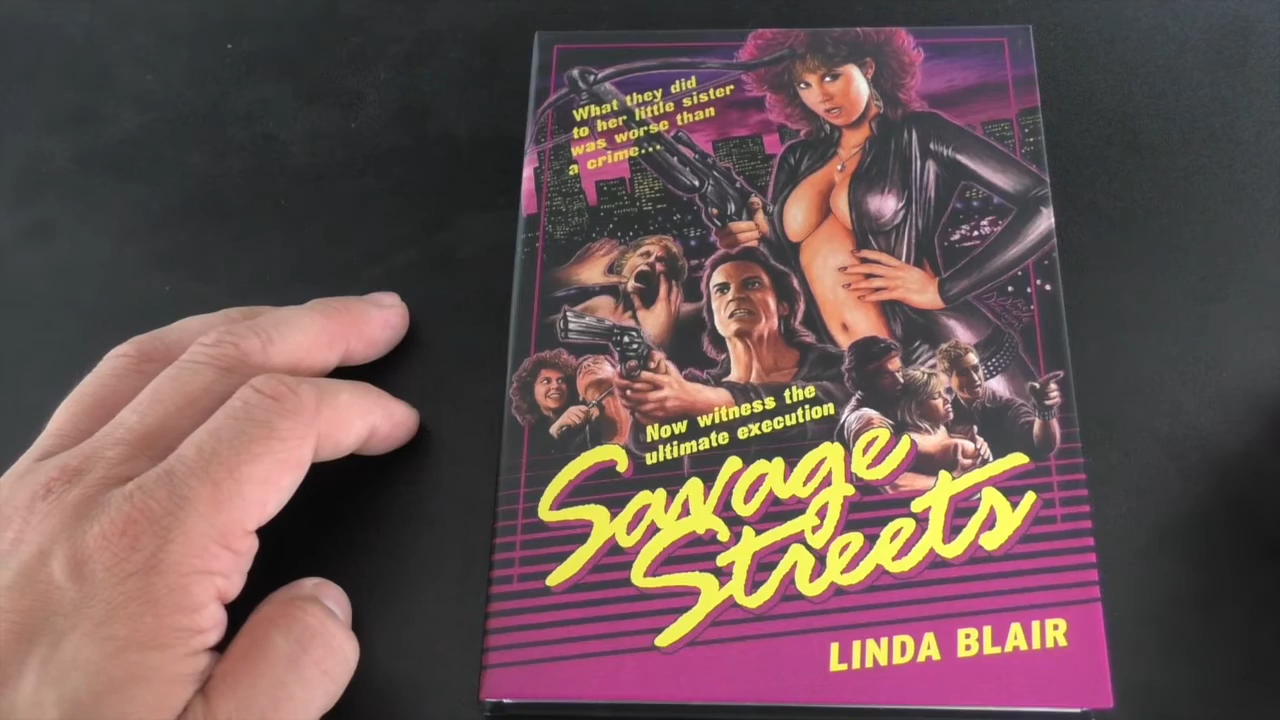 What they did
to her little sister
was worse than
a crime...
Now witness the
ultimate execution
Savage
Streets
LINDA BLAIR